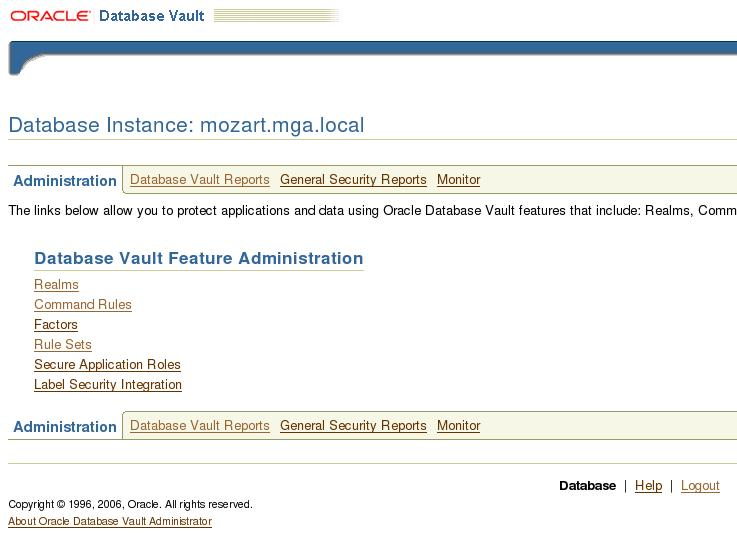 ORACLE Database Vault
Database Instance: mozart.mga.local
Administration Database Vault Reports General Security Reports Monitor
The links below allow you to protect applications and data using Oracle Database Vault features that include: Realms, Comm
Database Vault Feature Administration
Realms
Command Rules
Factors
Rule Sets
Secure Application Roles
Label Security Integration
Administration Database Vault Reports General Security Reports Monitor
Database | Help | Logout
Copyright © 1996, 2006, Oracle. All rights reserved.
About Oracle Database Vault Administrator